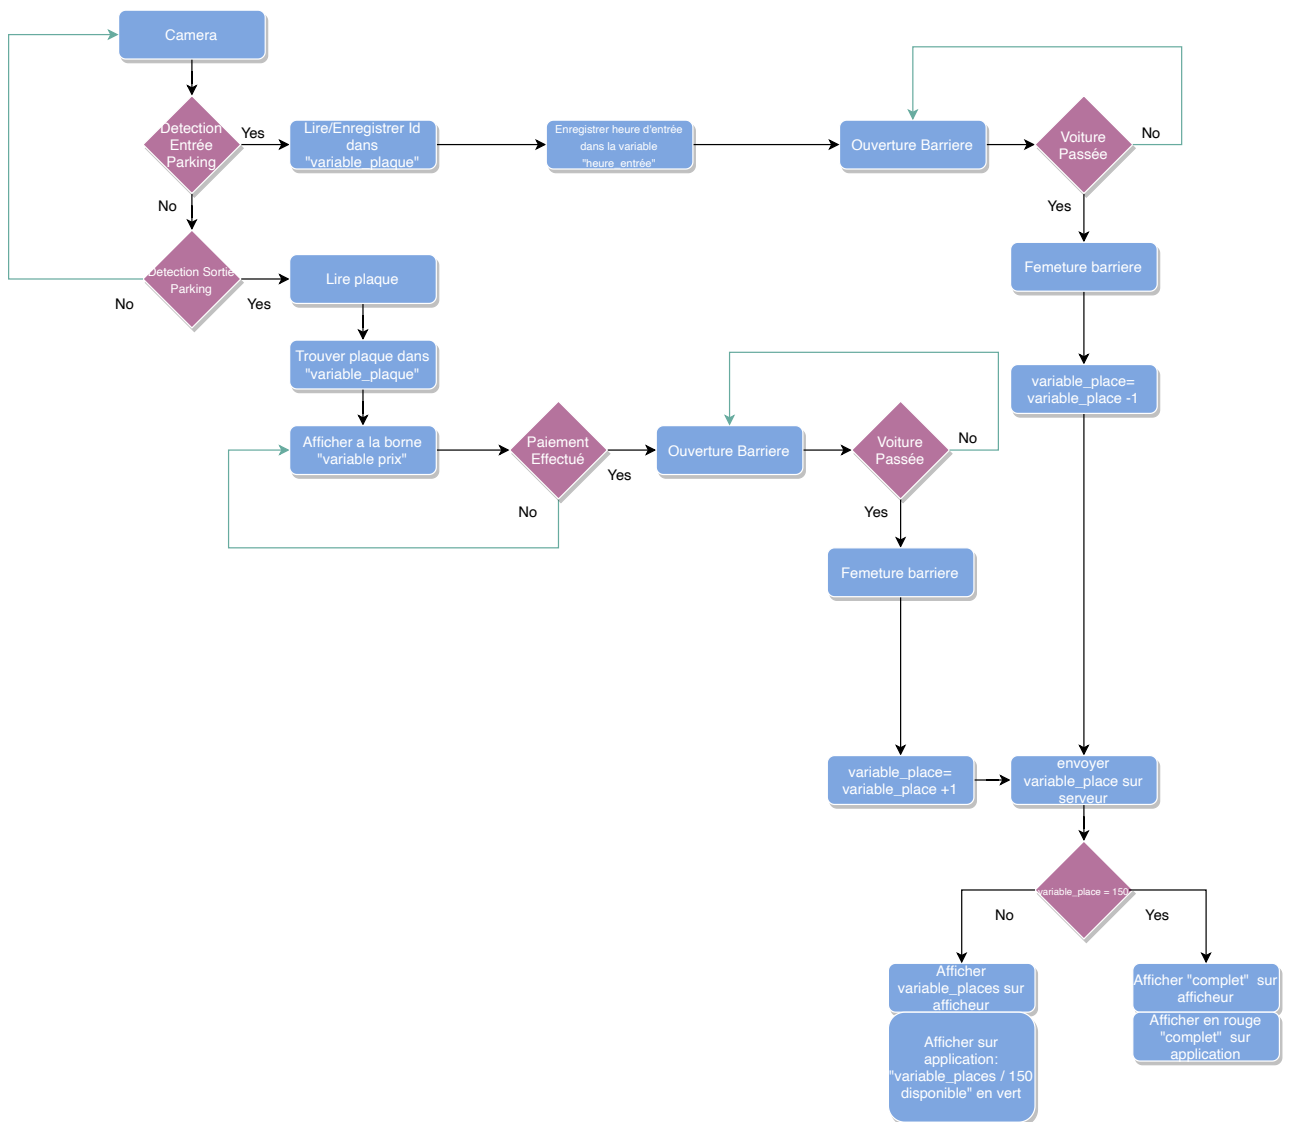 Camera
Detection
Entrée
Parking
Yes
No
Lire/Enregistrer Id
dans
"variable_plaque"
Enregistrer heure d'entrée
dans la variable
"heure_entrée"
Ouverture Barriere
Voiture
Passée
No
Yes
Femeture barriere
variable_place=
variable_place -1
Detection Sortie
Parking
No
Yes
Lire plaque
Trouver plaque dans
"variable_plaque"
Afficher a la borne
"variable prix"
Paiement
Effectué
Yes
No
Ouverture Barriere
Voiture
Passée
No
Yes
Femeture barriere
variable_place=
variable_place +1
envoyer
variable_place sur
serveur
variable_place = 150
No
Yes
Afficher
variable_places sur
afficheur
Afficher sur
application:
"variable_places / 150
disponible" en vert
Afficher "complet" sur
afficheur
Afficher en rouge
"complet" sur
application